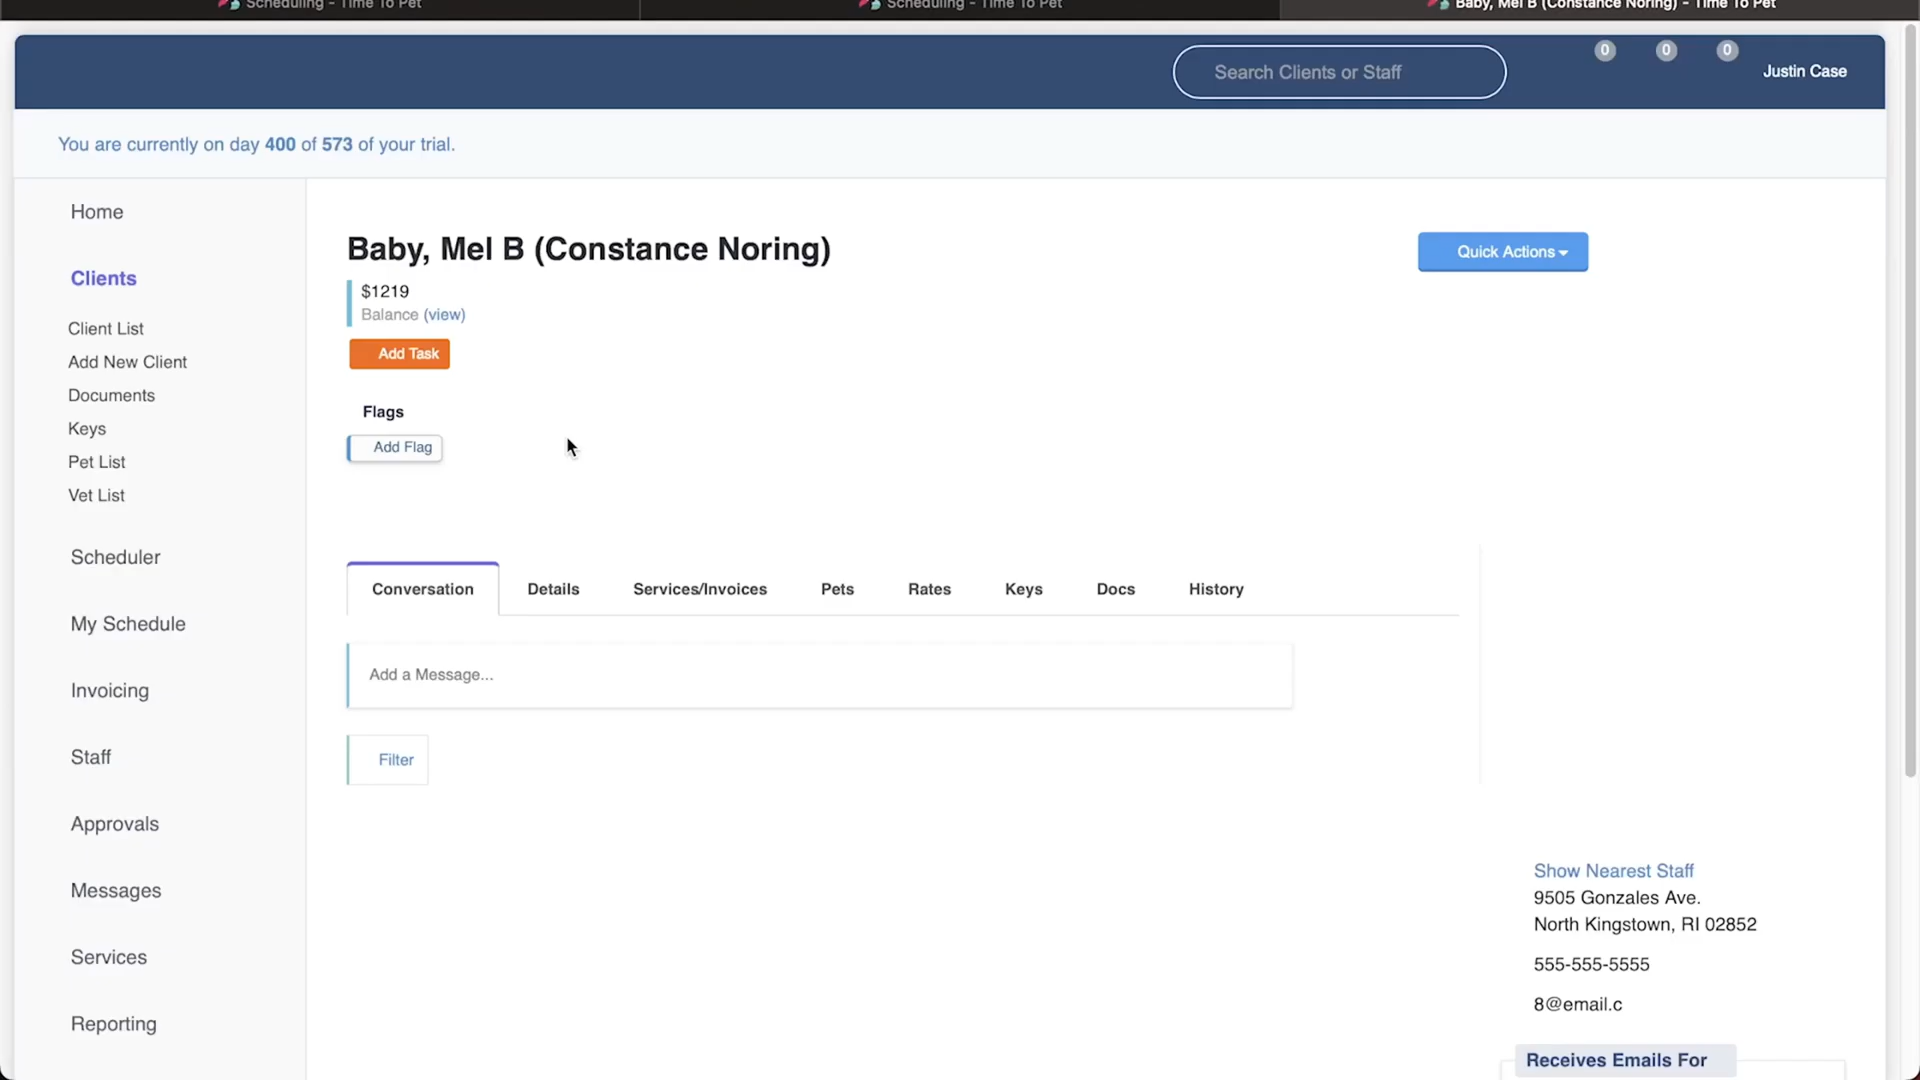 Scheduling - Time To Pet
Scheduling - Time To Pet
Baby, Mel B (Constance Noring) - Time To Pet
Search Clients or Staff
0
0
0
Justin Case
You are currently on day 400 of 573 of your trial.
Home
Clients
Client List
Add New Client
Documents
Keys
Pet List
Vet List
Scheduler
My Schedule
Invoicing
Staff
Approvals
Messages
Services
Reporting
Baby, Mel B (Constance Noring)
Quick Actions
$1219
Balance (view)
Add Task
Flags
Add Flag
Conversation
Details
Services/Invoices
Pets
Rates
Keys
Docs
History
Add a Message...
Filter
Show Nearest Staff
9505 Gonzales Ave.
North Kingstown, RI 02852
555-555-5555
8@email.c
Receives Emails For